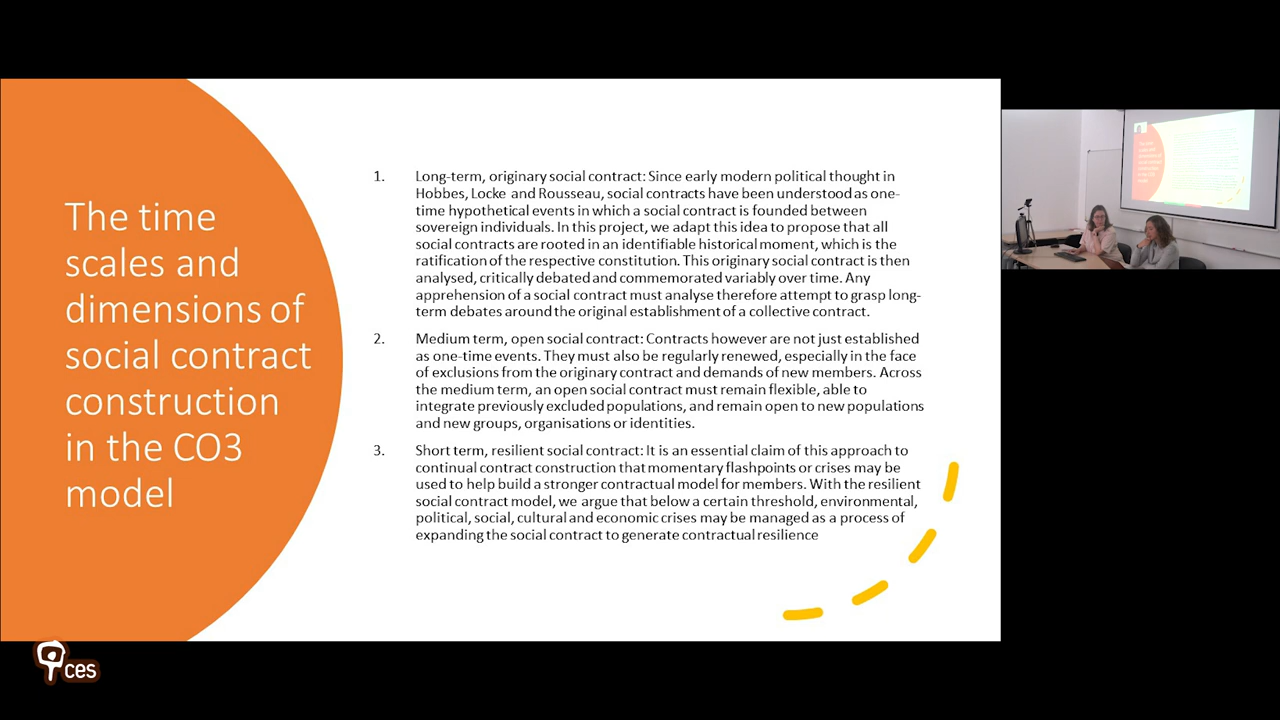 The time
scales and
dimensions of
social contract
construction
in the CO3
model
1. Long-term, originary social contract: Since early modern political thought in
Hobbes, Locke and Rousseau, social contracts have been understood as one-
time hypothetical events in which a social contract is founded between
sovereign individuals. In this project, we adapt this idea to propose that all
social contracts are rooted in an identifiable historical moment, which is the
ratification of the respective constitution. This originary social contract is then
analysed, critically debated and commemorated variably over time. Any
apprehension of a social contract must analyse therefore attempt to grasp long-
term debates around the original establishment of a collective contract.
2. Medium term, open social contract: Contracts however are not just established
as one-time events. They must also be regularly renewed, especially in the face
of exclusions from the originary contract and demands of new members. Across
the medium term, an open social contract must remain flexible, able to
integrate previously excluded populations, and remain open to new populations
and new groups, organisations or identities.
3. Short term, resilient social contract: It is an essential claim of this approach to
continual contract construction that momentary flashpoints or crises may be
used to help build a stronger contractual model for members. With the resilient
social contract model, we argue that below a certain threshold, environmental,
political, social, cultural and economic crises may be managed as a process of
expanding the social contract to generate contractual resilience
ces